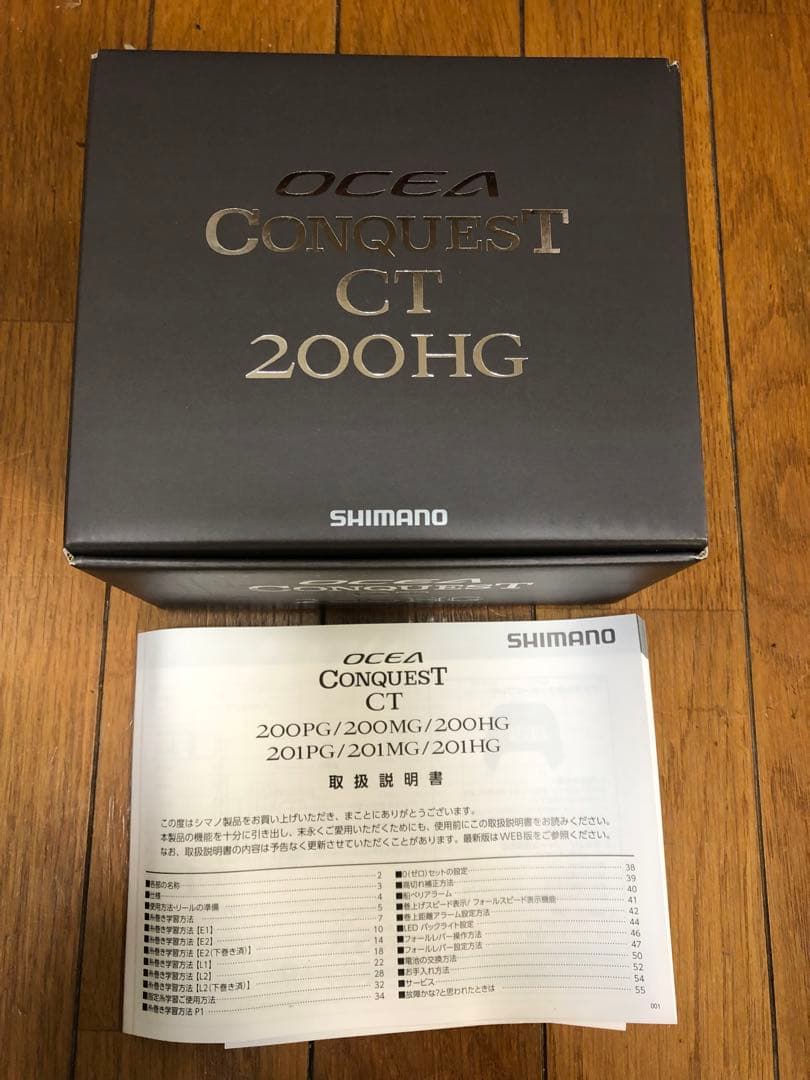 OCEA
CONQUEST
CT
200HG
SHIMANO
OCEA
CONQUEST
SHIMANO
OCEA
CONQUEST
CT
200PG/200MG/200HG
201PG/201MG/201HG
取扱説明書
この度はシマノ製品をお買い上げいただき、まことにありがとうございます。
本製品の機能を十分に引き出し、末永くご愛用いただくためにも、使用前にこの取扱説明書をお読みください。
なお、取扱説明書の内容は予告なく更新させていただくことがあります。最新版はWEB版をご参照ください。
■各部の名称 2
■仕様 3
■使用方法・リールの準備 4
■糸巻き学習方法 5
■糸巻き学習方法【E1】 7
■糸巻き学習方法【E2】 10
■糸巻き学習方法【E2(下巻き済)】 14
■糸巻き学習方法【L1】 18
■糸巻き学習方法【L2】 22
■糸巻き学習方法【L2(下巻き済)】 28
■指定糸学習ご使用方法 32
■糸巻き学習方法 P1 34
■0(ゼロ)セットの設定 38
■高切れ補正方法 39
■船べりアラーム 40
■巻上げスピード表示/ フォールスピード表示機能 41
■巻上距離アラーム設定方法 42
■LED バックライト設定 44
■フォールレバー操作方法 46
■フォールレバー設定方法 47
■電池の交換方法 50
■お手入れ方法 52
■サービス 54
■故障かな?と思われたときは 55
001